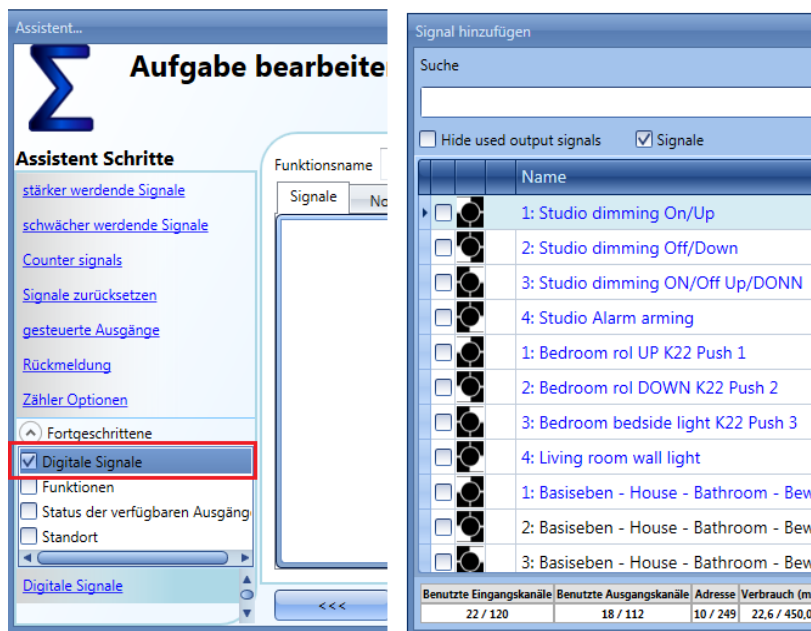 Assistent...
Aufgabe bearbeite
Assistent Schritte
stärker werdende Signale
schwächer werdende Signale
Counter signals
Signale zurücksetzen
gesteuerte Ausgänge
Rückmeldung
Zähler Optionen
Fortgeschrittene
Digitale Signale
Funktionen
Status der verfügbaren Ausgäng
Standort
Digitale Signale
Funktionsname
Signale No
<<<
Signal hinzufügen
Suche
Hide used output signals Signale
Name
1: Studio dimming On/Up
2: Studio dimming Off/Down
3: Studio dimming ON/Off Up/DONN
4: Studio Alarm arming
1: Bedroom rol UP K22 Push 1
2: Bedroom rol DOWN K22 Push 2
3: Bedroom bedside light K22 Push 3
4: Living room wall light
1: Basiseben - House - Bathroom - Bew
2: Basiseben - House - Bathroom - Bew
3: Basiseben - House - Bathroom - Bew
Benutzte Eingangskanäle Benutzte Ausgangskanäle Adresse Verbrauch (m
22 / 120 18 / 112 10 / 249 22,6 / 450,0